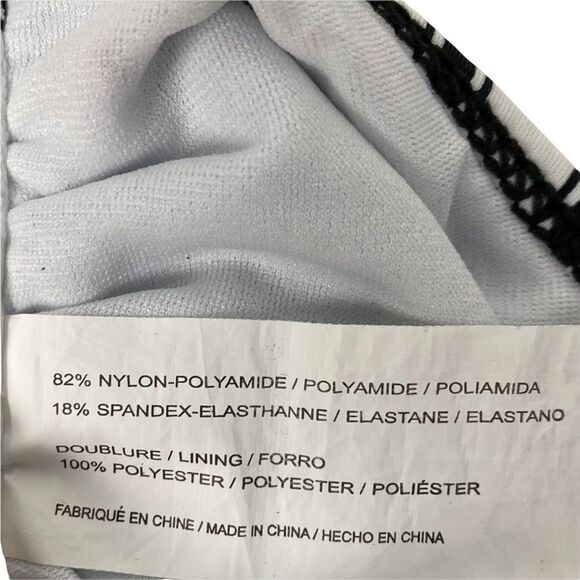 82% NYLON-POLYAMIDE / POLYAMIDE / POLIAMIDA
18% SPANDEX-ELASTHANNE / ELASTANE / ELASTANO
DOUBLURE / LINING / FORRO
100% POLYESTER / POLYESTER / POLIÉSTER
FABRIQUÉ EN CHINE / MADE IN CHINA / HECHO EN CHINA